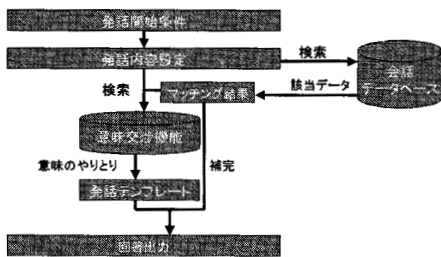 発話開始条件
発話内容設定
検索
会話
データベース
検索
マッチング結果
該当データ
意味交渉機能
意味のやりとり
補完
発話テンプレート
回答出力